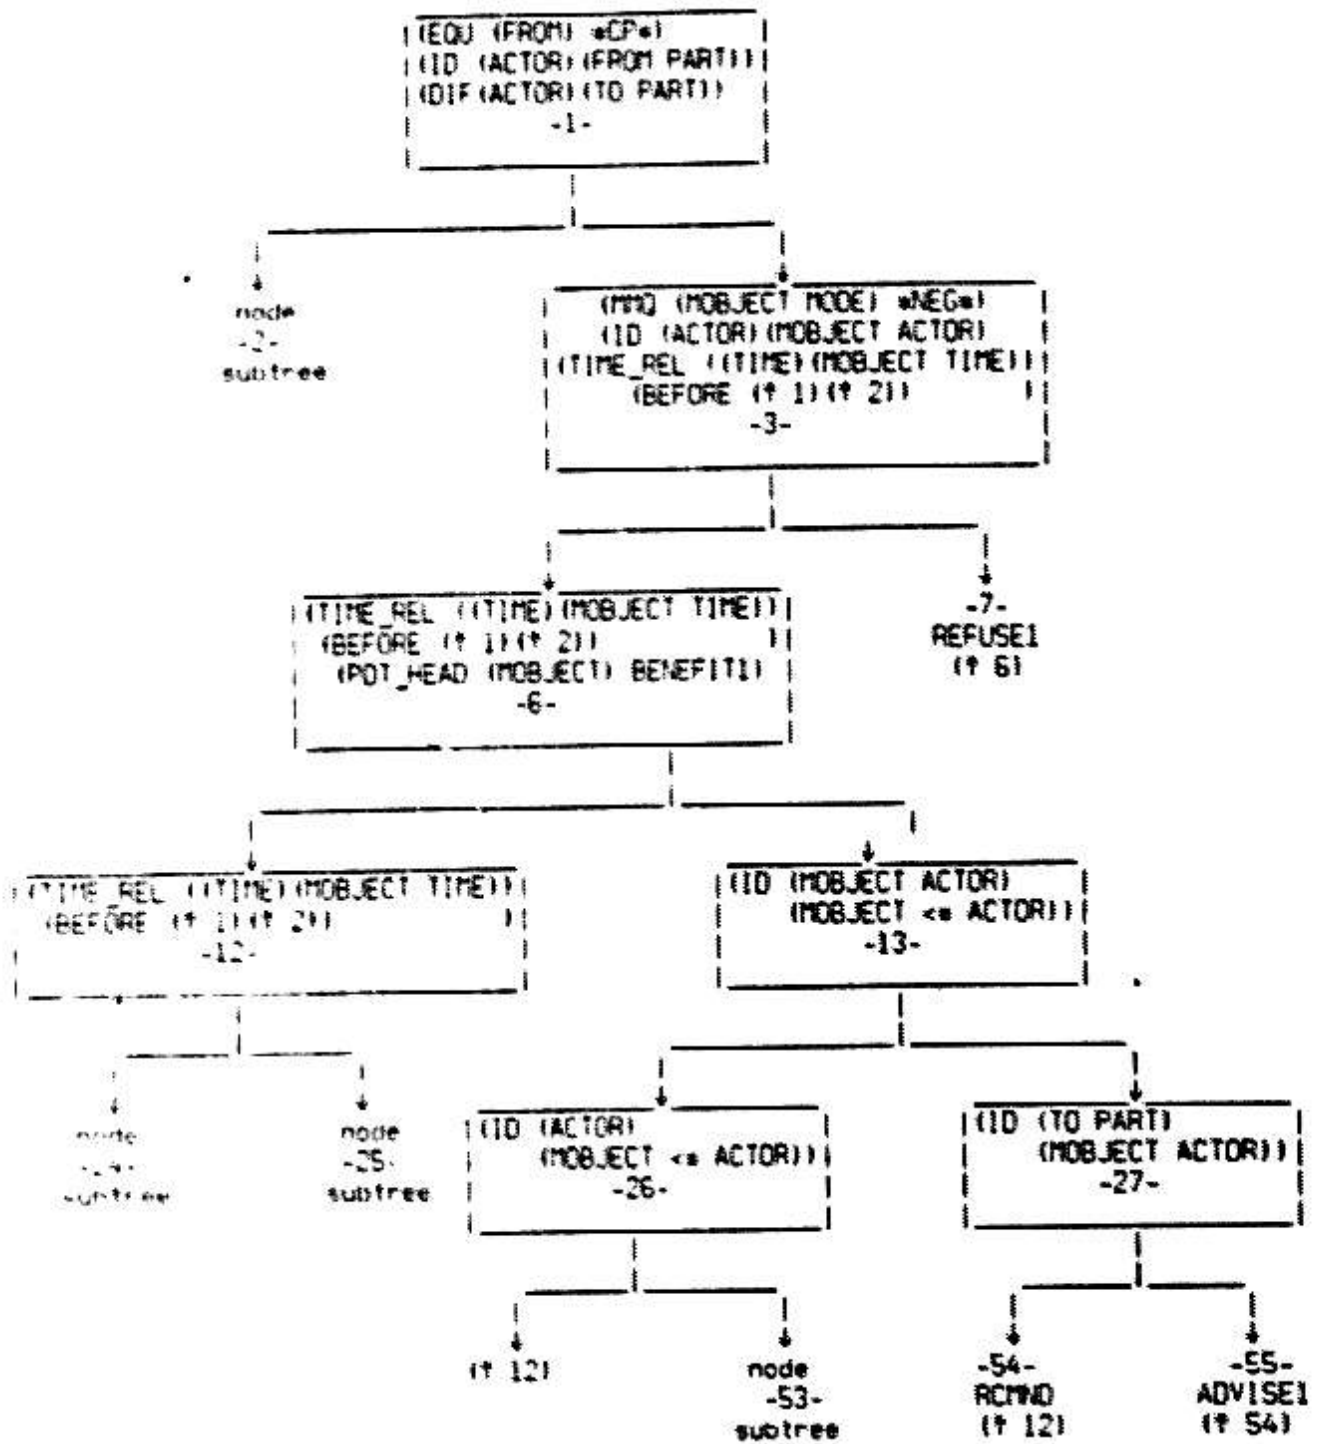 (EQU (FROM) *CP*)
(ID (ACTOR)(FROM PART))
(DIF(ACTOR)(TO PART))
-1-
node
-2-
subtree
(MMQ (MOBJECT MODE) *NEG*)
(ID (ACTOR)(MOBJECT ACTOR)
(TIME_REL ((TIME)(MOBJECT TIME))
(BEFORE (↑ 1)(↑ 2)) )
-3-
(TIME_REL ((TIME)(MOBJECT TIME))
(BEFORE (↑ 1)(↑ 2)) )
(POT_HEAD (MOBJECT) BENEFIT1)
-6-
-7-
REFUSE1
(↑ 6)
(TIME_REL ((TIME)(MOBJECT TIME))
(BEFORE (↑ 1)(↑ 2)) )
-12-
(ID (MOBJECT ACTOR)
(MOBJECT <* ACTOR))
-13-
node
-24-
subtree
node
-25-
subtree
(ID (ACTOR)
(MOBJECT <* ACTOR))
-26-
(ID (TO PART)
(MOBJECT ACTOR))
-27-
(↑ 12)
node
-53-
subtree
-54-
RCMND
(↑ 12)
-55-
ADVISE1
(↑ 54)